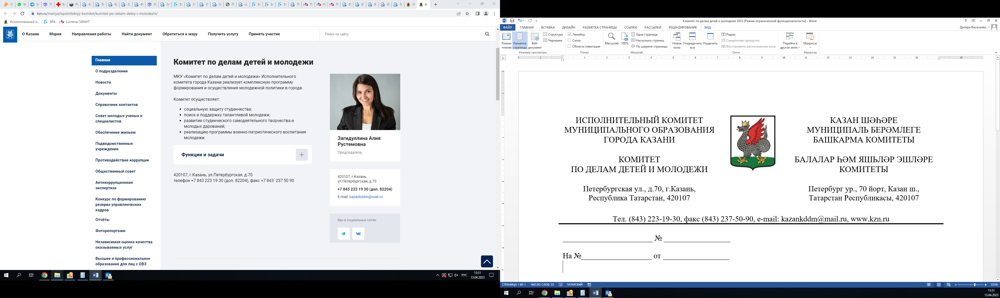 kzn.ru/meriya/ispolnitelnyy-komitet/komitet-po-delam-detey-i-molodezhi/
Исполнительный к...
ЭРА
Система ГАРАНТ
О Казани
Мэрия
Направления работы
Найти документ
Обратиться к мэру
Получить услугу
Принять участие
Поиск по сайту
Главная
О подразделении
Новости
Документы
Справочник контактов
Совет молодых ученых и
специалистов
Обеспечение жильем
Подведомственные
учреждения
Противодействие коррупции
Общественный совет
Антикоррупционная
экспертиза
Конкурс по формированию
резерва управленческих
кадров
Отчёты
Фоторепортажи
Независимая оценка качества
оказываемых услуг
Высшее и профессиональное
образование для лиц с ОВЗ
Комитет по делам детей и молодежи
МКУ «Комитет по делам детей и молодежи» Исполнительного
комитета города Казани реализует комплексную программу
формирования и осуществления молодежной политики в городе.
Комитет осуществляет:
социальную защиту студенчества;
поиск и поддержку талантливой молодежи;
развитие студенческого самодеятельного творчества и
молодых дарований;
реализацию программы военно-патриотического воспитания
молодежи.
Функции и задачи
420107, г.Казань, ул.Петербургская, д.70
телефон +7 843 223 19 30 (доп. 82204), факс +7 843 237 50 90
Загидуллина Алия
Рустемовна
Председатель
420107, г.Казань,
ул.Петербургская, д.70
+7 843 223 19 30 (доп. 82204)
E-mail: kazankddm@mail.ru
Мы в социальных сетях:
РУС
15:51
13.04.2023
Комитет по делам детей и молодежи 2023 [Режим ограниченной функциональности] - Word
ФАЙЛ
ГЛАВНАЯ
ВСТАВКА
ДИЗАЙН
РАЗМЕТКА СТРАНИЦЫ
ССЫЛКИ
РАССЫЛКИ
РЕЦЕНЗИРОВАНИЕ
ВИД
Диляра Васильева
Режим
чтения
Разметка
страницы
Веб-
документ
Структура
Черновик
Режимы просмотра
Линейка
Сетка
Область навигации
Показ
Масштаб
100%
Одна страница
Несколько страниц
По ширине страницы
Масштаб
Новое
окно
Упорядочить
все
Разделить
Рядом
Синхронная прокрутка
Восстановить расположение окна
Перейти в
другое окно
Окно
Макросы
Макросы
ИСПОЛНИТЕЛЬНЫЙ КОМИТЕТ
МУНИЦИПАЛЬНОГО ОБРАЗОВАНИЯ
ГОРОДА КАЗАНИ
КОМИТЕТ
ПО ДЕЛАМ ДЕТЕЙ И МОЛОДЕЖИ
Петербургская ул., д.70, г.Казань,
Республика Татарстан, 420107
КАЗАН ШӘҺӘРЕ
МУНИЦИПАЛЬ БЕРӘМЛЕГЕ
БАШКАРМА КОМИТЕТЫ
БАЛАЛАР ҺӘМ ЯШЬЛӘР ЭШЛӘРЕ
КОМИТЕТЫ
Петербург ур., 70 йорт, Казан ш.,
Татарстан Республикасы, 420107
Тел. (843) 223-19-30, факс (843) 237-50-90, e-mail: kazankddm@mail.ru, www.kzn.ru
№
На № от
СТРАНИЦА 1 ИЗ 1
ЧИСЛО СЛОВ: 55
ТАТАРСКИЙ
225%
15:51
13.04.2023